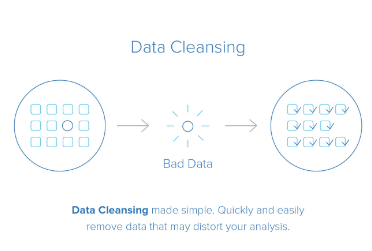 Data Cleansing
Bad Data
Data Cleansing made simple. Quickly and easily
remove data that may distort your analysis.